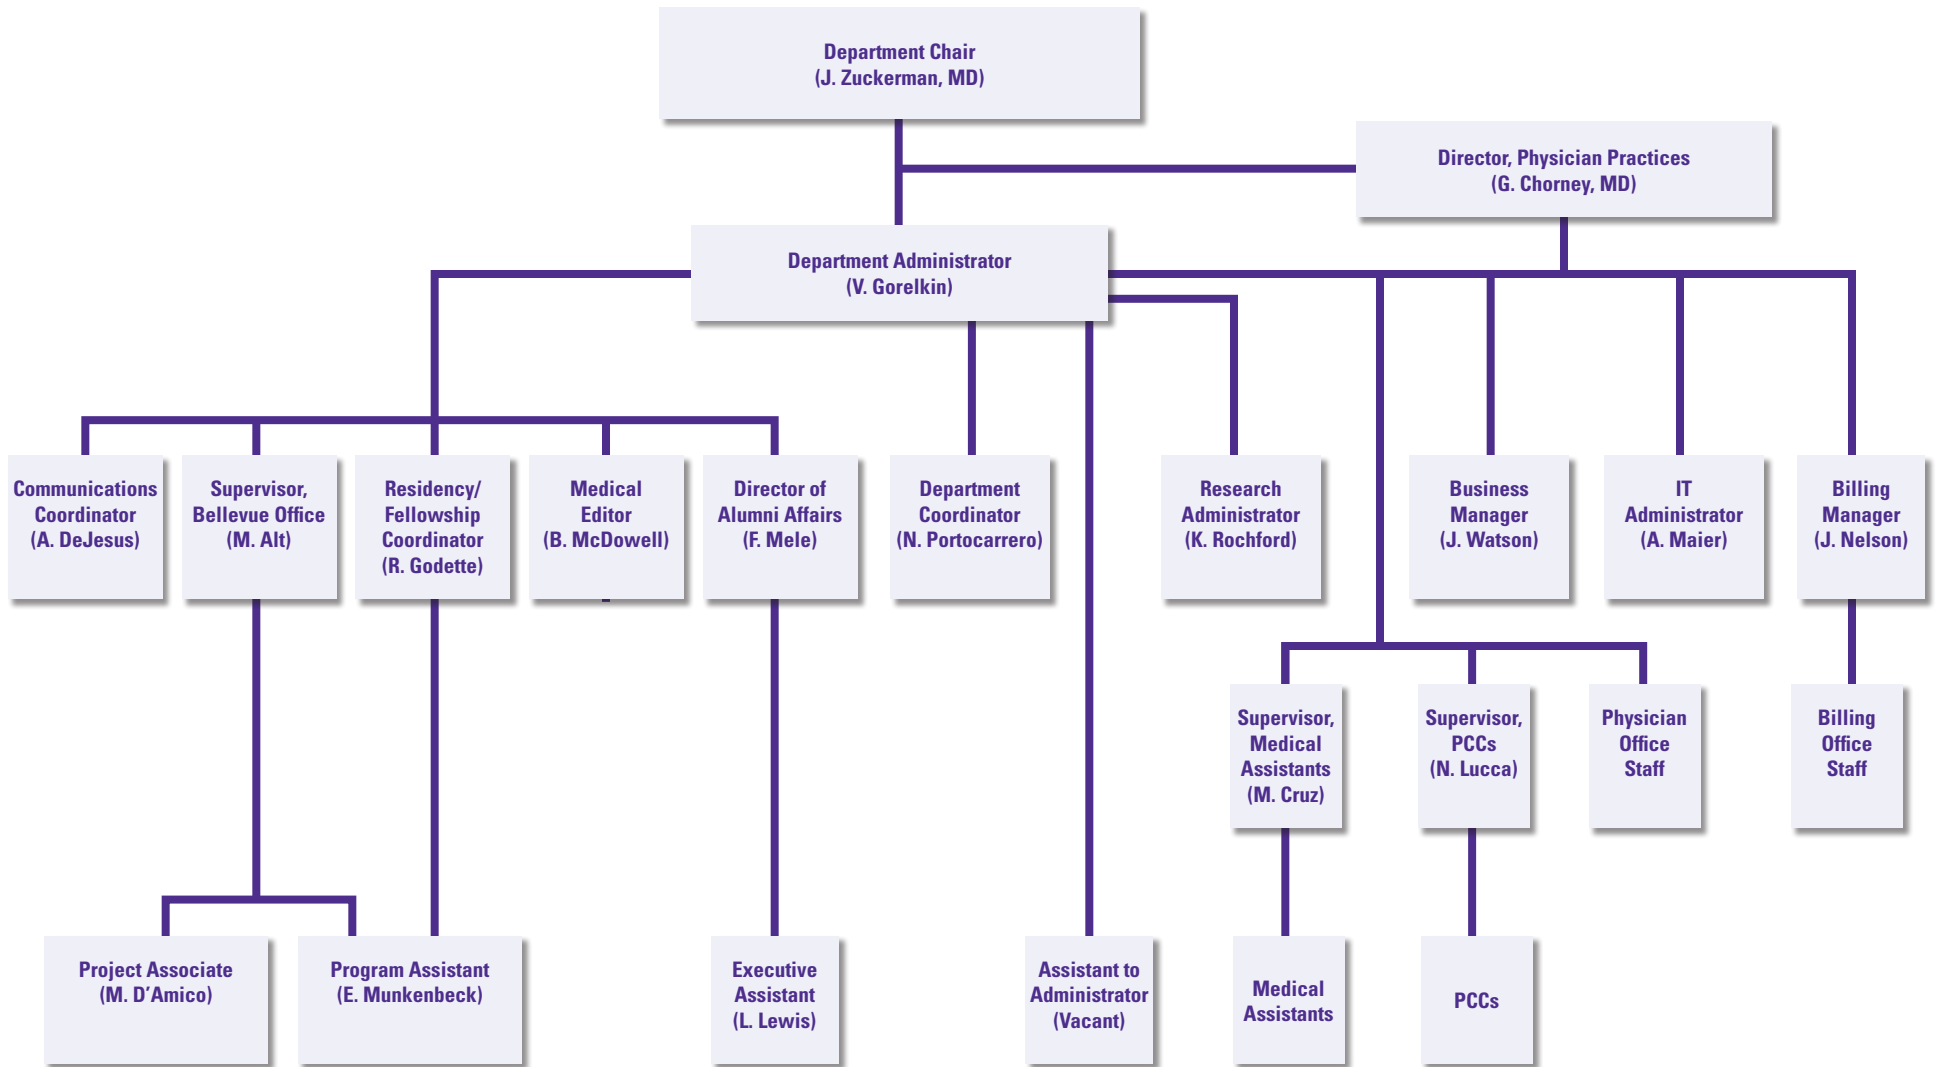 Department Chair
(J. Zuckerman, MD)
Director, Physician Practices
(G. Chorney, MD)
Department Administrator
(V. Gorelkin)
Communications
Coordinator
(A. DeJesus)
Supervisor,
Bellevue Office
(M. Alt)
Residency/
Fellowship
Coordinator
(R. Godette)
Medical
Editor
(B. McDowell)
Director of
Alumni Affairs
(F. Mele)
Department
Coordinator
(N. Portocarrero)
Research
Administrator
(K. Rochford)
Business
Manager
(J. Watson)
IT
Administrator
(A. Maier)
Billing
Manager
(J. Nelson)
Supervisor,
Medical
Assistants
(M. Cruz)
Supervisor,
PCCs
(N. Lucca)
Physician
Office
Staff
Billing
Office
Staff
Project Associate
(M. D’Amico)
Program Assistant
(E. Munkenbeck)
Executive
Assistant
(L. Lewis)
Assistant to
Administrator
(Vacant)
Medical
Assistants
PCCs